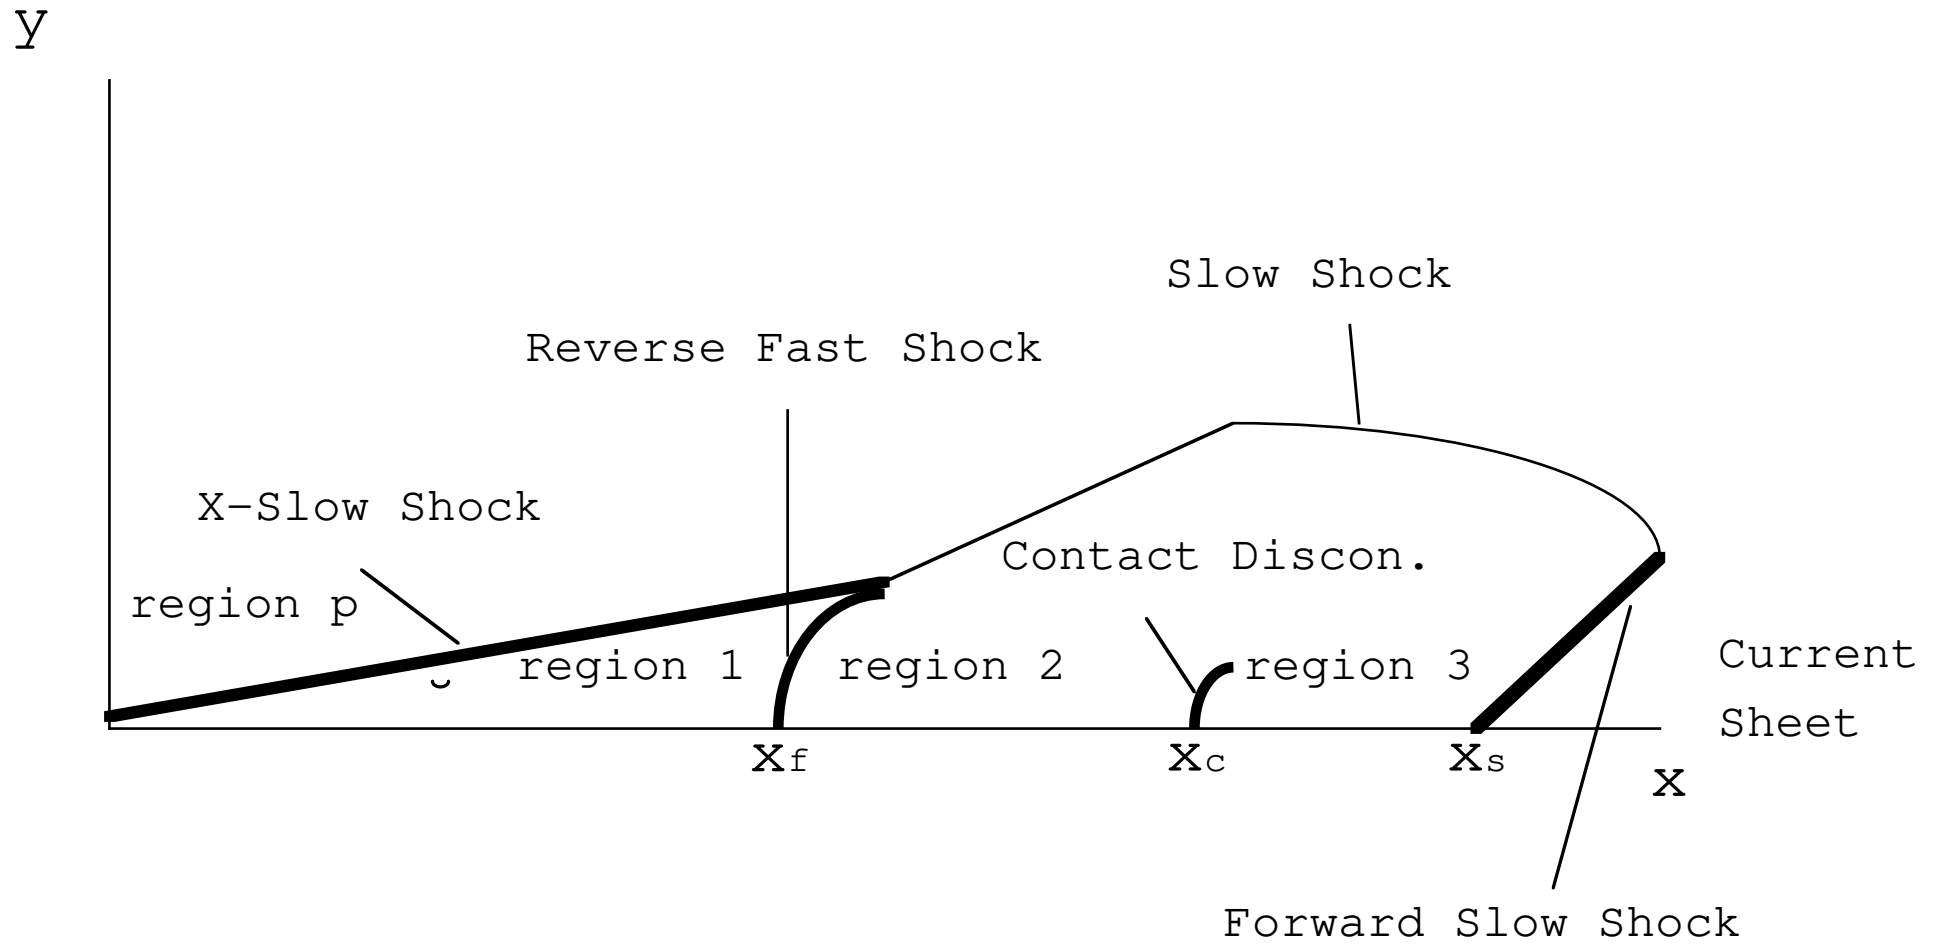 y
Slow Shock
Reverse Fast Shock
X-Slow Shock
Contact Discon.
region p
region 1
region 2
region 3
Current
Sheet
xf
xc
xs
x
Forward Slow Shock